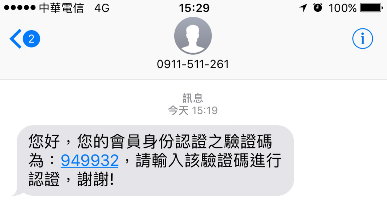 中華電信 4G 15:29 100%
2
0911-511-261
訊息
今天 15:19
您好，您的會員身份認證之驗證碼
為：949932，請輸入該驗證碼進行
認證，謝謝!